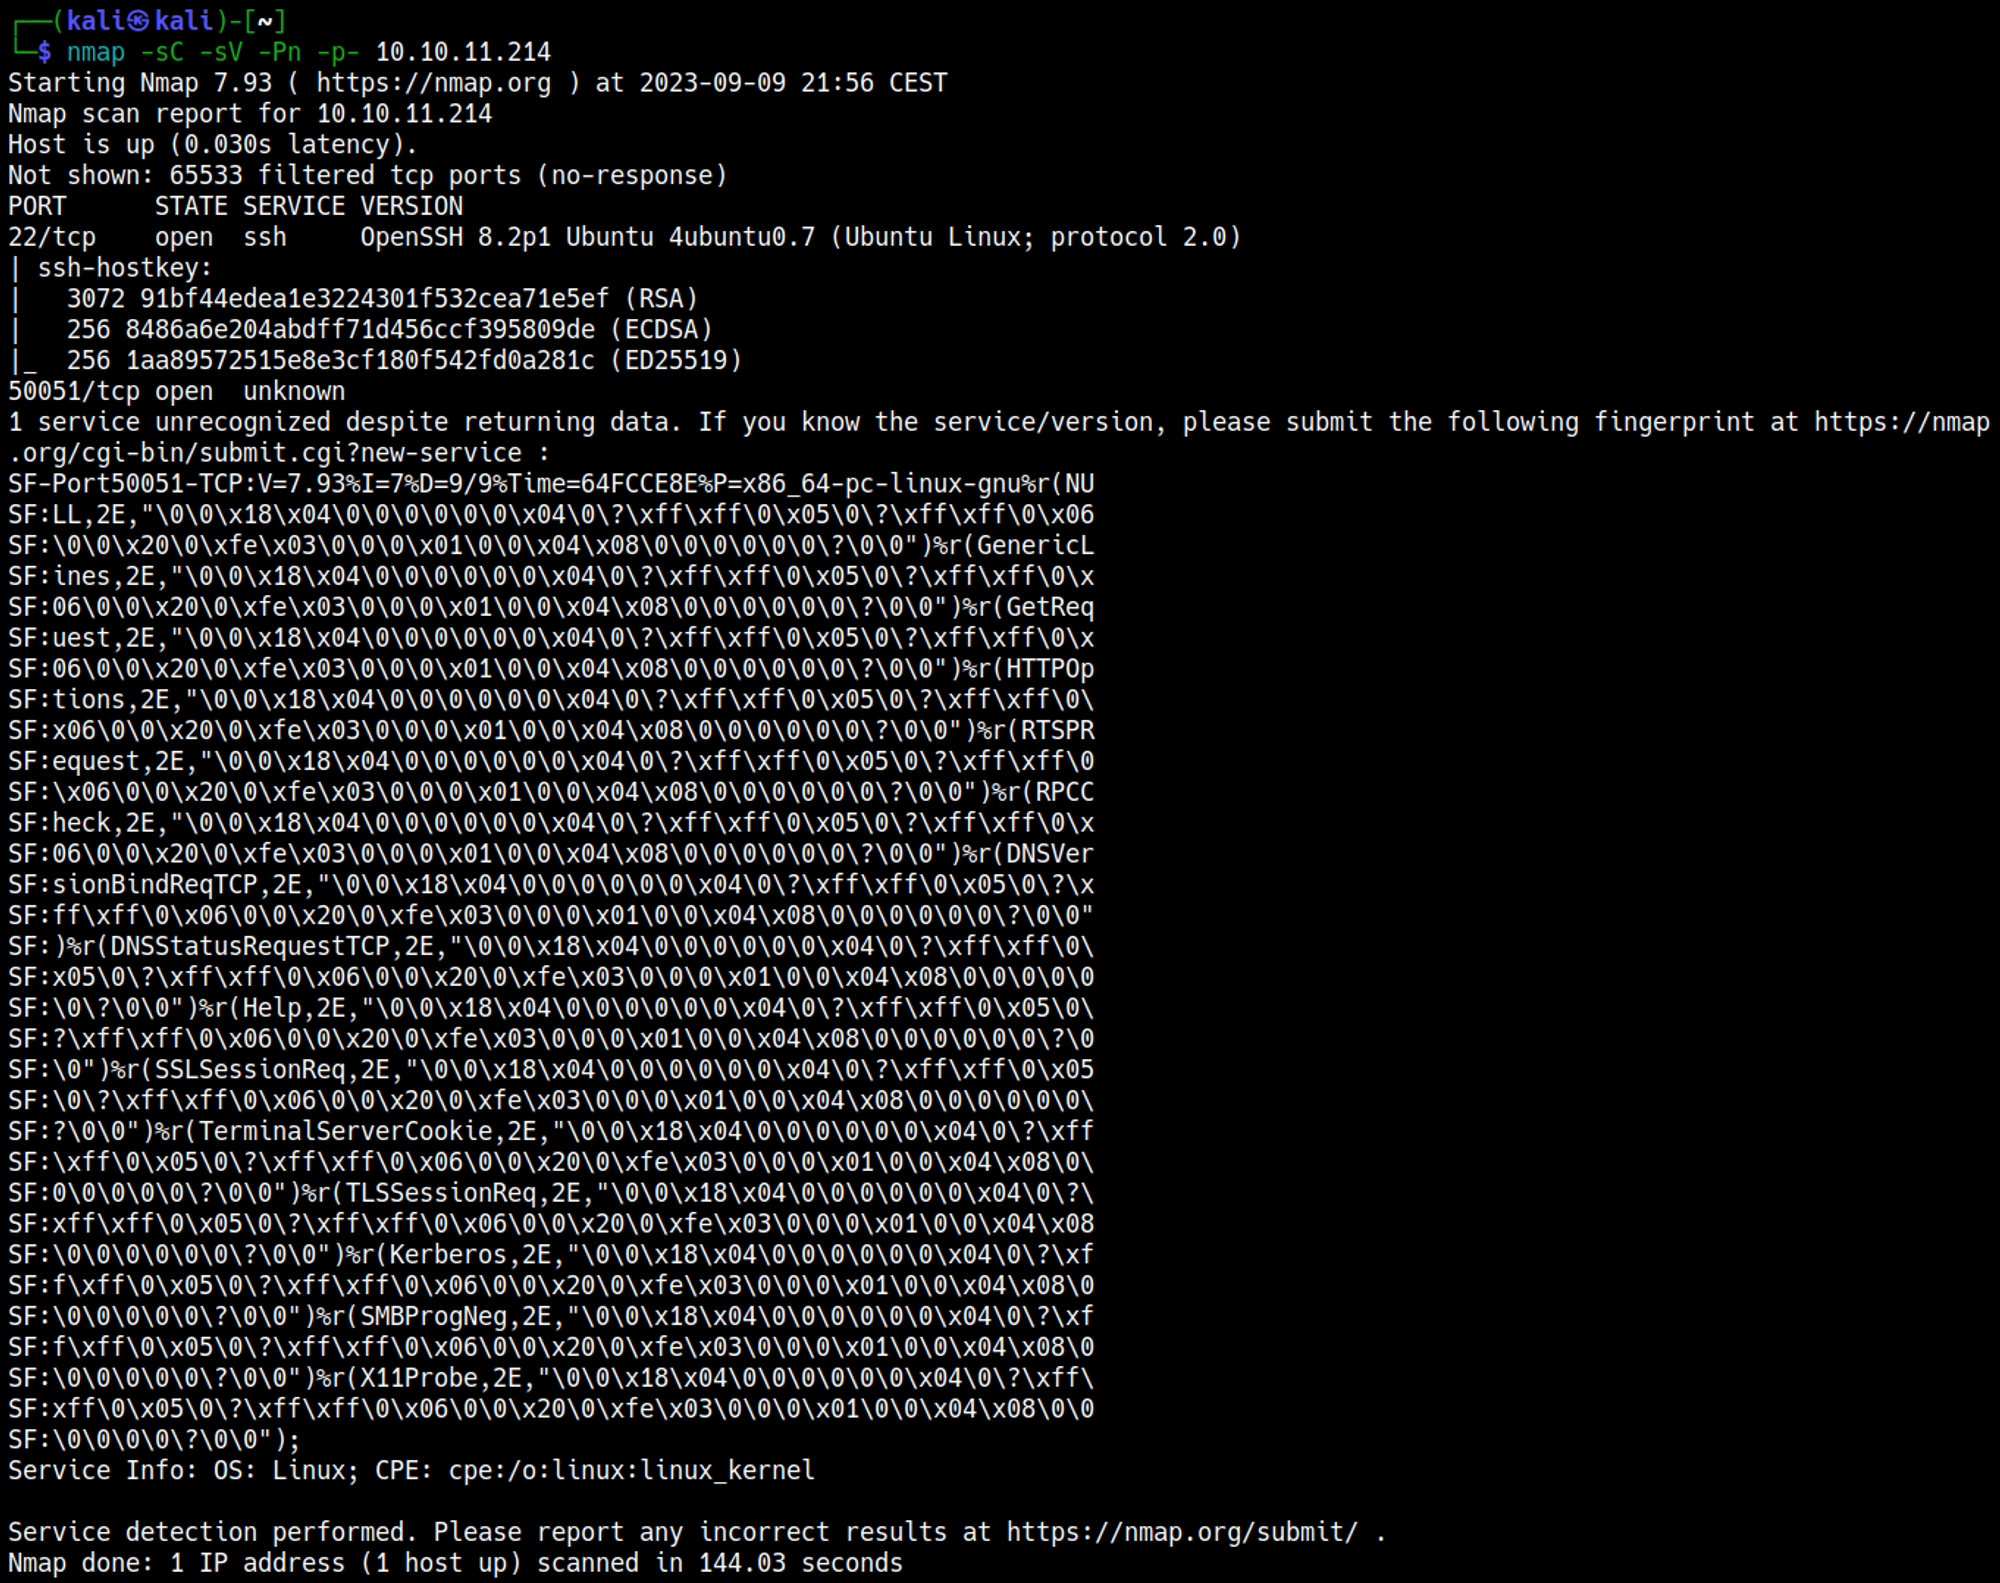 ┌──(kali㉿kali)-[~]
└─$ nmap -sC -sV -Pn -p- 10.10.11.214
Starting Nmap 7.93 ( https://nmap.org ) at 2023-09-09 21:56 CEST
Nmap scan report for 10.10.11.214
Host is up (0.030s latency).
Not shown: 65533 filtered tcp ports (no-response)
PORT      STATE SERVICE VERSION
22/tcp    open  ssh     OpenSSH 8.2p1 Ubuntu 4ubuntu0.7 (Ubuntu Linux; protocol 2.0)
| ssh-hostkey:
|   3072 91bf44edea1e3224301f532cea71e5ef (RSA)
|   256 8486a6e204abdff71d456ccf395809de (ECDSA)
|_  256 1aa89572515e8e3cf180f542fd0a281c (ED25519)
50051/tcp open  unknown
1 service unrecognized despite returning data. If you know the service/version, please submit the following fingerprint at https://nmap
.org/cgi-bin/submit.cgi?new-service :
SF-Port50051-TCP:V=7.93%I=7%D=9/9%Time=64FCCE8E%P=x86_64-pc-linux-gnu%r(NU
SF:LL,2E,"\0\0\x18\x04\0\0\0\0\0\0\x04\0\?\xff\xff\0\x05\0\?\xff\xff\0\x06
SF:\0\0\x20\0\xfe\x03\0\0\0\x01\0\0\x04\x08\0\0\0\0\0\0\?\0\0")%r(GenericL
SF:ines,2E,"\0\0\x18\x04\0\0\0\0\0\0\x04\0\?\xff\xff\0\x05\0\?\xff\xff\0\x
SF:06\0\0\x20\0\xfe\x03\0\0\0\x01\0\0\x04\x08\0\0\0\0\0\0\?\0\0")%r(GetReq
SF:uest,2E,"\0\0\x18\x04\0\0\0\0\0\0\x04\0\?\xff\xff\0\x05\0\?\xff\xff\0\x
SF:06\0\0\x20\0\xfe\x03\0\0\0\x01\0\0\x04\x08\0\0\0\0\0\0\?\0\0")%r(HTTPOp
SF:tions,2E,"\0\0\x18\x04\0\0\0\0\0\0\x04\0\?\xff\xff\0\x05\0\?\xff\xff\0\
SF:x06\0\0\x20\0\xfe\x03\0\0\0\x01\0\0\x04\x08\0\0\0\0\0\0\?\0\0")%r(RTSPR
SF:equest,2E,"\0\0\x18\x04\0\0\0\0\0\0\x04\0\?\xff\xff\0\x05\0\?\xff\xff\0
SF:\x06\0\0\x20\0\xfe\x03\0\0\0\x01\0\0\x04\x08\0\0\0\0\0\0\?\0\0")%r(RPCC
SF:heck,2E,"\0\0\x18\x04\0\0\0\0\0\0\x04\0\?\xff\xff\0\x05\0\?\xff\xff\0\x
SF:06\0\0\x20\0\xfe\x03\0\0\0\x01\0\0\x04\x08\0\0\0\0\0\0\?\0\0")%r(DNSVer
SF:sionBindReqTCP,2E,"\0\0\x18\x04\0\0\0\0\0\0\x04\0\?\xff\xff\0\x05\0\?\x
SF:ff\xff\0\x06\0\0\x20\0\xfe\x03\0\0\0\x01\0\0\x04\x08\0\0\0\0\0\0\?\0\0"
SF:)%r(DNSStatusRequestTCP,2E,"\0\0\x18\x04\0\0\0\0\0\0\x04\0\?\xff\xff\0\
SF:x05\0\?\xff\xff\0\x06\0\0\x20\0\xfe\x03\0\0\0\x01\0\0\x04\x08\0\0\0\0\0
SF:\0\?\0\0")%r(Help,2E,"\0\0\x18\x04\0\0\0\0\0\0\x04\0\?\xff\xff\0\x05\0\
SF:?\xff\xff\0\x06\0\0\x20\0\xfe\x03\0\0\0\x01\0\0\x04\x08\0\0\0\0\0\0\?\0
SF:\0")%r(SSLSessionReq,2E,"\0\0\x18\x04\0\0\0\0\0\0\x04\0\?\xff\xff\0\x05
SF:\0\?\xff\xff\0\x06\0\0\x20\0\xfe\x03\0\0\0\x01\0\0\x04\x08\0\0\0\0\0\0\
SF:?\0\0")%r(TerminalServerCookie,2E,"\0\0\x18\x04\0\0\0\0\0\0\x04\0\?\xff
SF:\xff\0\x05\0\?\xff\xff\0\x06\0\0\x20\0\xfe\x03\0\0\0\x01\0\0\x04\x08\0\
SF:0\0\0\0\0\?\0\0")%r(TLSSessionReq,2E,"\0\0\x18\x04\0\0\0\0\0\0\x04\0\?\
SF:xff\xff\0\x05\0\?\xff\xff\0\x06\0\0\x20\0\xfe\x03\0\0\0\x01\0\0\x04\x08
SF:\0\0\0\0\0\0\?\0\0")%r(Kerberos,2E,"\0\0\x18\x04\0\0\0\0\0\0\x04\0\?\xf
SF:f\xff\0\x05\0\?\xff\xff\0\x06\0\0\x20\0\xfe\x03\0\0\0\x01\0\0\x04\x08\0
SF:\0\0\0\0\0\?\0\0")%r(SMBProgNeg,2E,"\0\0\x18\x04\0\0\0\0\0\0\x04\0\?\xf
SF:f\xff\0\x05\0\?\xff\xff\0\x06\0\0\x20\0\xfe\x03\0\0\0\x01\0\0\x04\x08\0
SF:\0\0\0\0\0\?\0\0")%r(X11Probe,2E,"\0\0\x18\x04\0\0\0\0\0\0\x04\0\?\xff\
SF:xff\0\x05\0\?\xff\xff\0\x06\0\0\x20\0\xfe\x03\0\0\0\x01\0\0\x04\x08\0\0
SF:\0\0\0\0\?\0\0");
Service Info: OS: Linux; CPE: cpe:/o:linux:linux_kernel

Service detection performed. Please report any incorrect results at https://nmap.org/submit/ .
Nmap done: 1 IP address (1 host up) scanned in 144.03 seconds